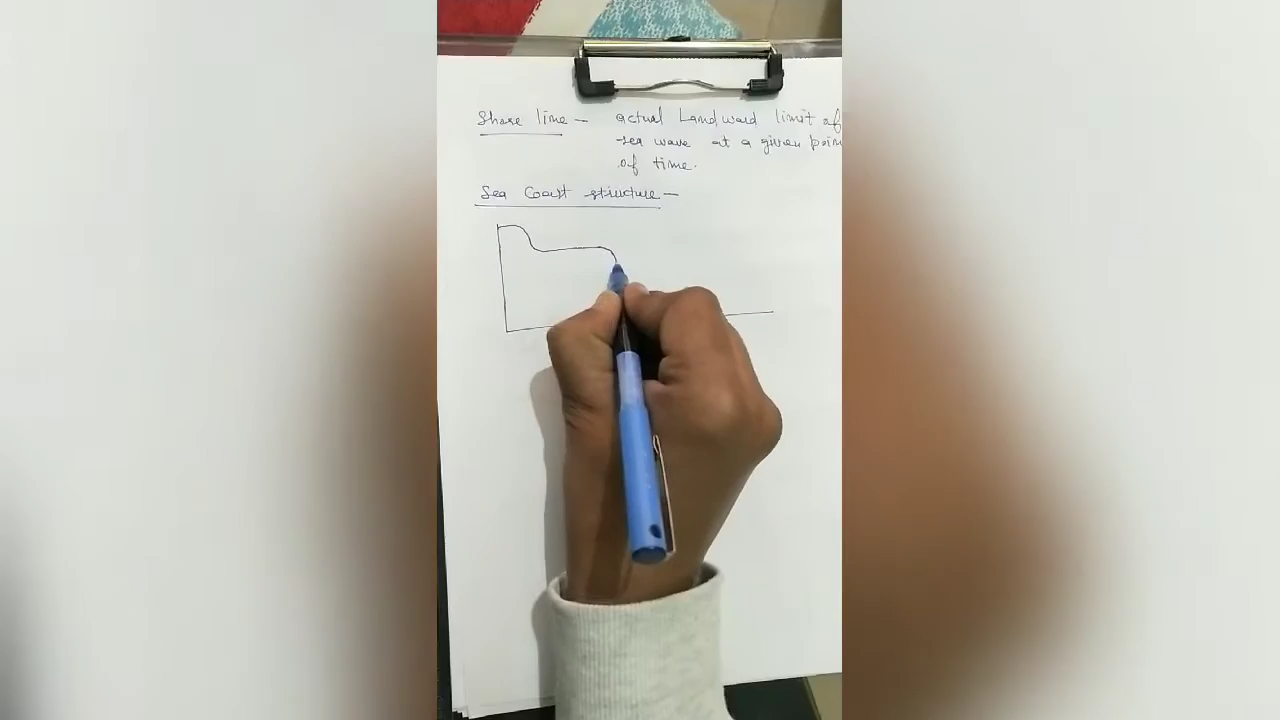 Shore line — actual Landward limit of
sea wave at a given poin
of time.
Sea Coast structure —